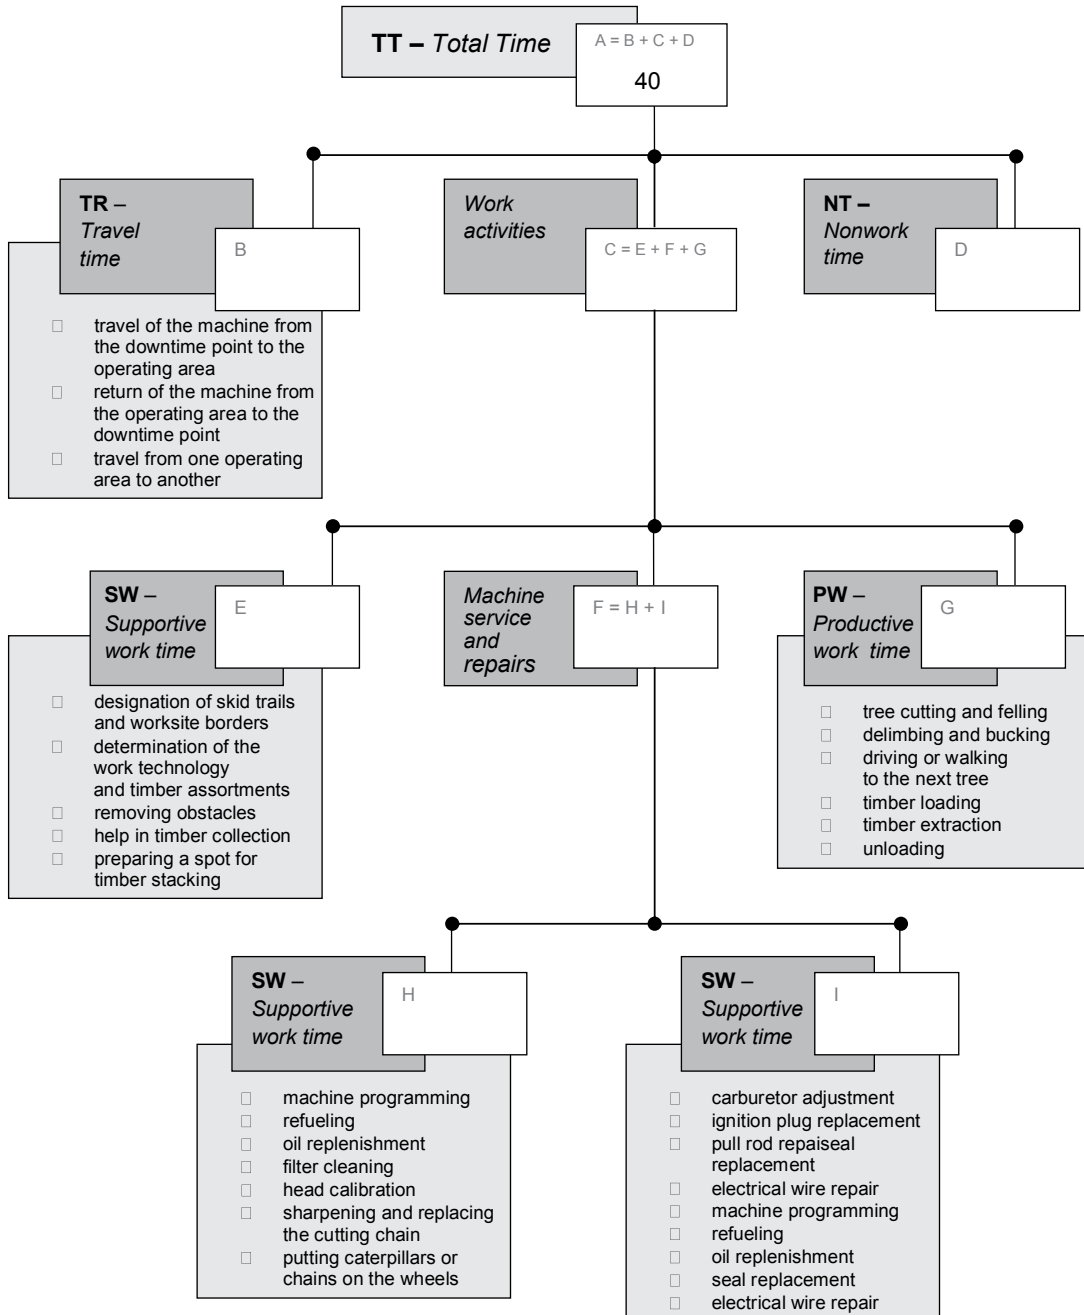 TT – Total Time
A = B + C + D
40
TR –
Travel
time
B
travel of the machine from
the downtime point to the
operating area
return of the machine from
the operating area to the
downtime point
travel from one operating
area to another
Work
activities
C = E + F + G
NT –
Nonwork
time
D
SW –
Supportive
work time
E
designation of skid trails
and worksite borders
determination of the
work technology
and timber assortments
removing obstacles
help in timber collection
preparing a spot for
timber stacking
Machine
service
and
repairs
F = H + I
PW –
Productive
work time
G
tree cutting and felling
delimbing and bucking
driving or walking
to the next tree
timber loading
timber extraction
unloading
SW –
Supportive
work time
H
machine programming
refueling
oil replenishment
filter cleaning
head calibration
sharpening and replacing
the cutting chain
putting caterpillars or
chains on the wheels
SW –
Supportive
work time
I
carburetor adjustment
ignition plug replacement
pull rod repaiseal
replacement
electrical wire repair
machine programming
refueling
oil replenishment
seal replacement
electrical wire repair